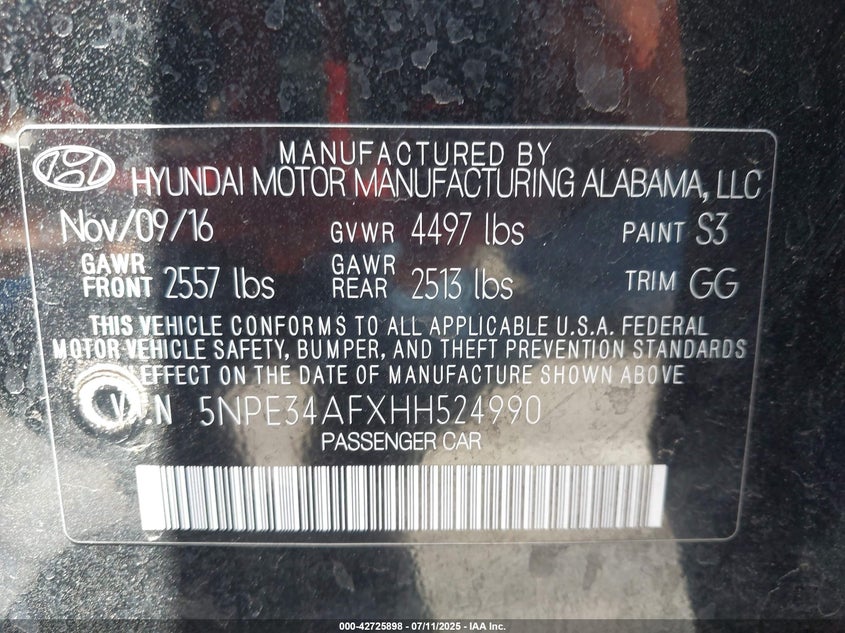 MANUFACTURED BY
HYUNDAI MOTOR MANUFACTURING ALABAMA, LLC
Nov/09/16 GVWR 4497 lbs PAINT S3
GAWR FRONT 2557 lbs GAWR REAR 2513 lbs TRIM GG
THIS VEHICLE CONFORMS TO ALL APPLICABLE U.S.A. FEDERAL
MOTOR VEHICLE SAFETY, BUMPER, AND THEFT PREVENTION STANDARDS
EFFECT ON THE DATE OF MANUFACTURE SHOWN ABOVE
V.I.N 5NPE34AFXHH524990
PASSENGER CAR
000-42725898 - 07/11/2025 - IAA Inc.